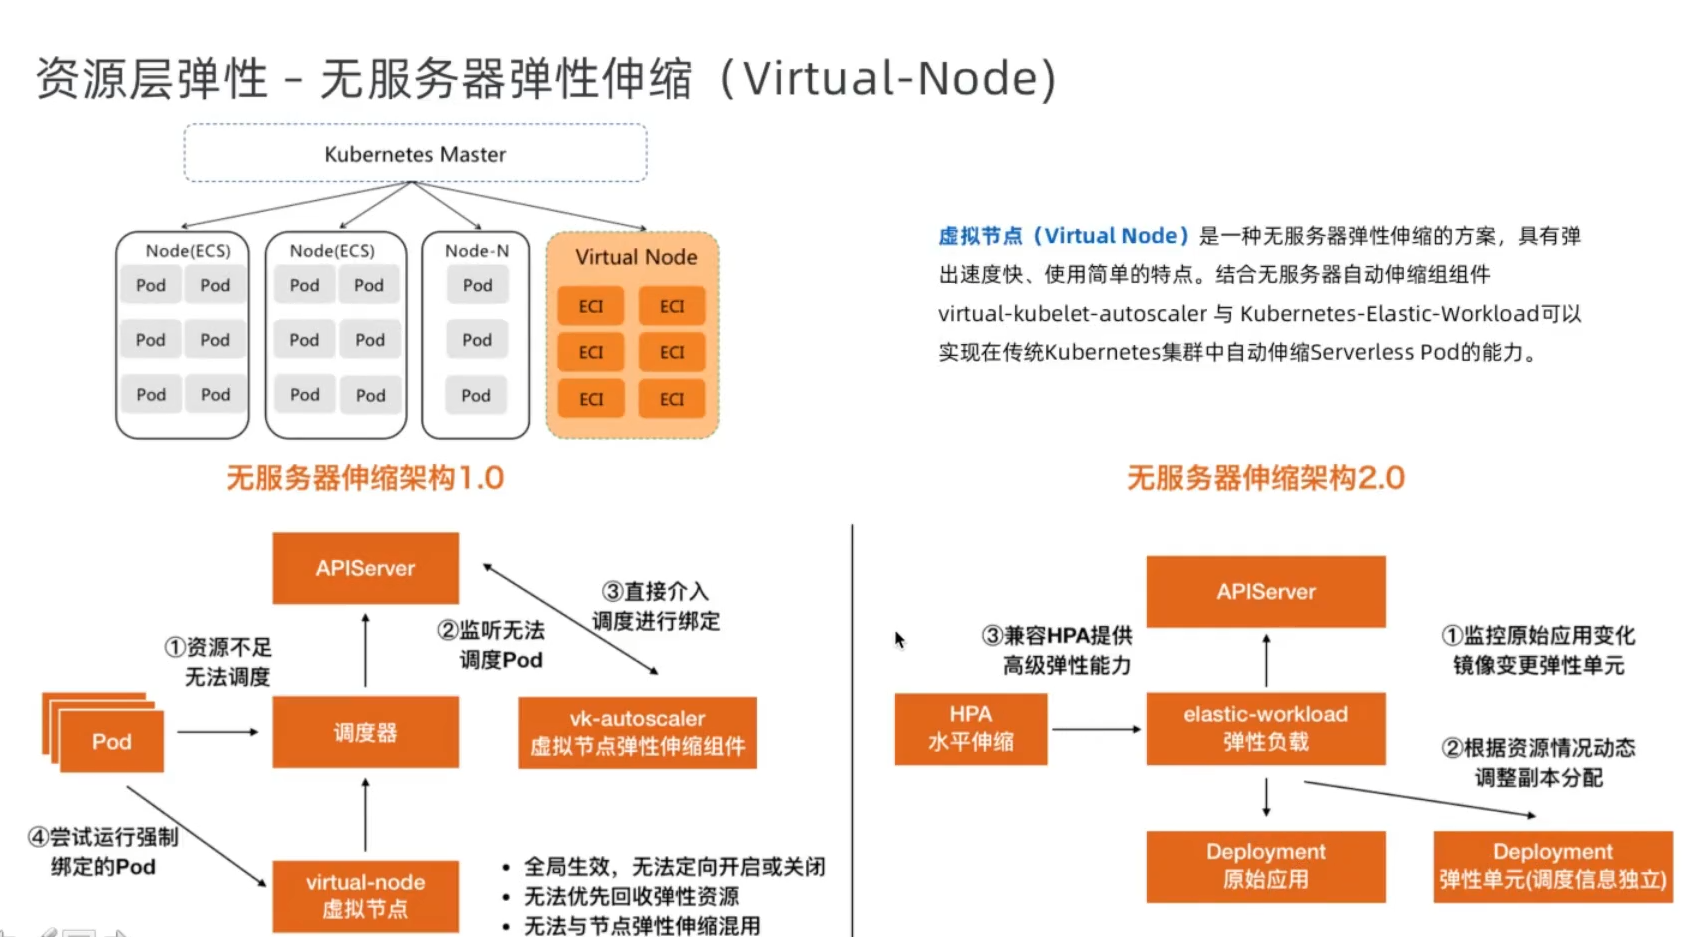 资源层弹性 – 无服务器弹性伸缩（Virtual-Node）
Kubernetes Master
Node(ECS)
Pod Pod
Pod Pod
Pod Pod
Node(ECS)
Pod Pod
Pod Pod
Pod Pod
Node-N
Pod
Pod
Pod
Virtual Node
ECI ECI
ECI ECI
ECI ECI
虚拟节点（Virtual Node）是一种无服务器弹性伸缩的方案，具有弹
出速度快、使用简单的特点。结合无服务器自动伸缩组组件
virtual-kubelet-autoscaler 与 Kubernetes-Elastic-Workload可以
实现在传统Kubernetes集群中自动伸缩Serverless Pod的能力。
无服务器伸缩架构1.0
APIServer
①资源不足
无法调度
②监听无法
调度Pod
③直接介入
调度进行绑定
Pod
调度器
vk-autoscaler
虚拟节点弹性伸缩组件
④尝试运行强制
绑定的Pod
virtual-node
虚拟节点
• 全局生效，无法定向开启或关闭
• 无法优先回收弹性资源
• 无法与节点弹性伸缩混用
无服务器伸缩架构2.0
APIServer
③兼容HPA提供
高级弹性能力
①监控原始应用变化
镜像变更弹性单元
HPA
水平伸缩
elastic-workload
弹性负载
②根据资源情况动态
调整副本分配
Deployment
原始应用
Deployment
弹性单元(调度信息独立)